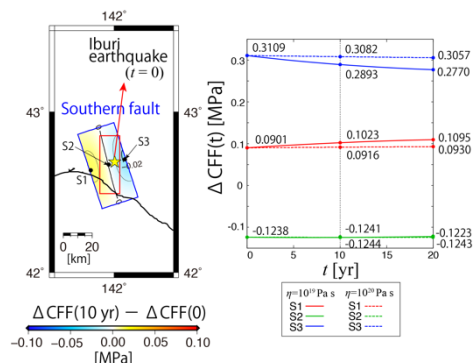 142°
Iburi
earthquake
(t = 0)
43°
43°
Southern fault
S2
S3
0.02
S1
0 20
[km]
42°
42°
142°
ΔCFF(10 yr) − ΔCFF(0)
−0.10 −0.05 0.00 0.05 0.10
[MPa]
ΔCFF(t) [MPa]
0.3
0.1
0
-0.1
0.3109
0.3082
0.3057
0.2893
0.2770
0.0901
0.1023
0.1095
0.0916
0.0930
-0.1238
-0.1241
-0.1223
-0.1244
-0.1243
0 10 20
t [yr]
η=10¹⁹ Pa s η=10²⁰ Pa s
S1 S1
S2 S2
S3 S3